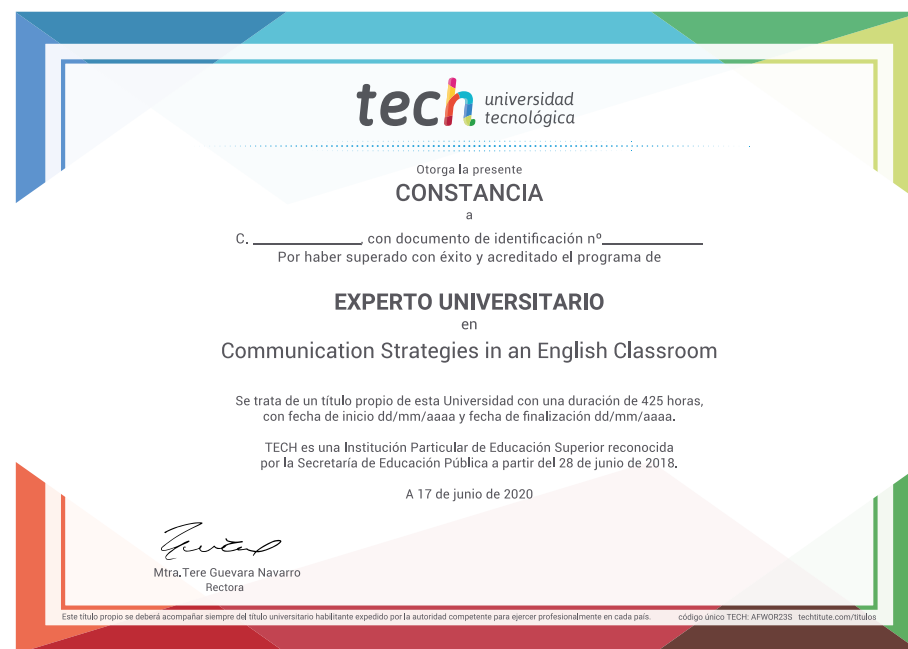 tech universidad
tecnológica
Otorga la presente
CONSTANCIA
a
C. ____________, con documento de identificación nº____________
Por haber superado con éxito y acreditado el programa de
EXPERTO UNIVERSITARIO
en
Communication Strategies in an English Classroom
Se trata de un título propio de esta Universidad con una duración de 425 horas,
con fecha de inicio dd/mm/aaaa y fecha de finalización dd/mm/aaaa.
TECH es una Institución Particular de Educación Superior reconocida
por la Secretaría de Educación Pública a partir del 28 de junio de 2018.
A 17 de junio de 2020
Mtra.Tere Guevara Navarro
Rectora
Este título propio se deberá acompañar siempre del título universitario habilitante expedido por la autoridad competente para ejercer profesionalmente en cada país. código único TECH: AFWOR23S techtitute.com/titulos